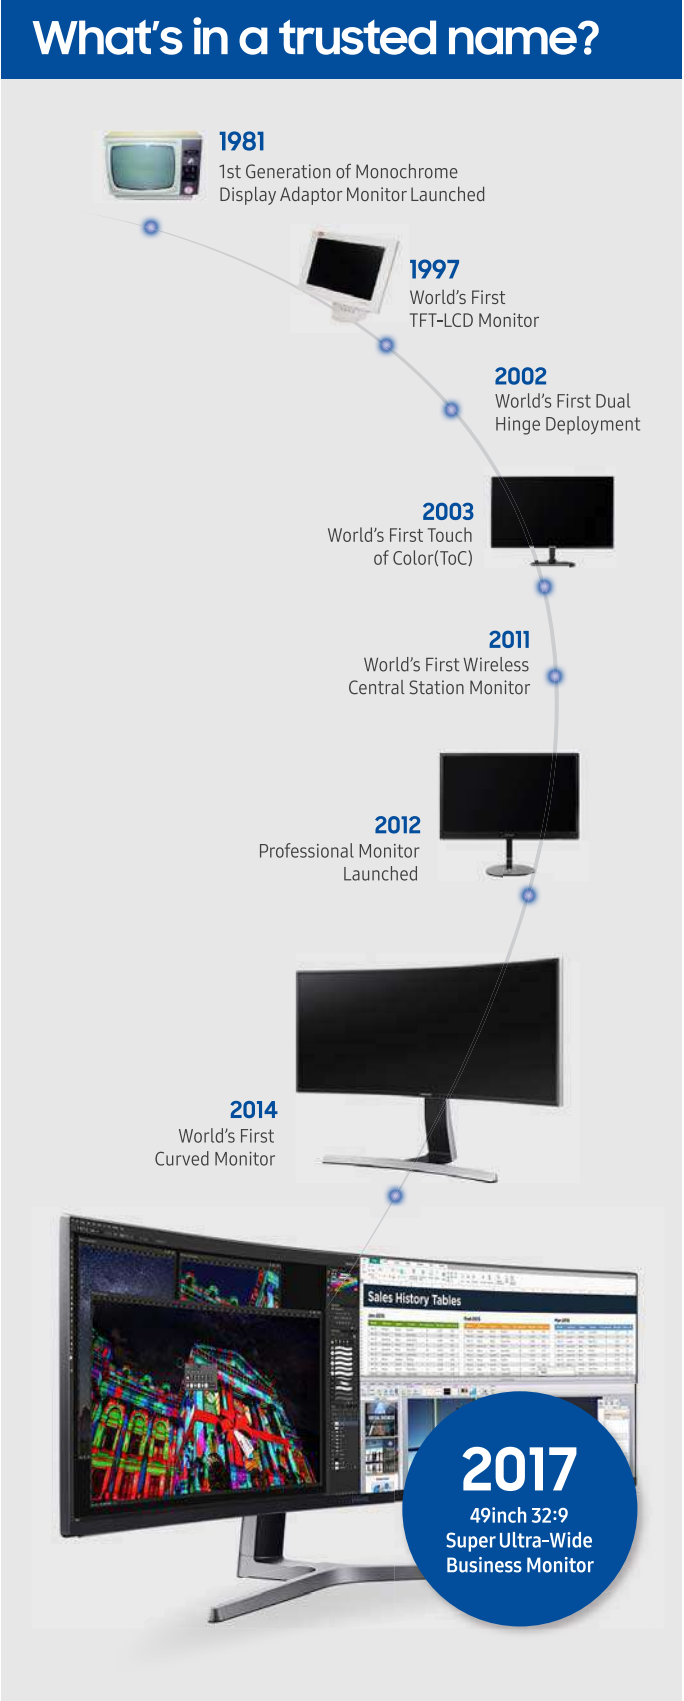 What's in a trusted name?
1981
1st Generation of Monochrome
Display Adaptor Monitor Launched
1997
World's First
TFT-LCD Monitor
2002
World's First Dual
Hinge Deployment
2003
World's First Touch
of Color(ToC)
2011
World's First Wireless
Central Station Monitor
2012
Professional Monitor
Launched
2014
World's First
Curved Monitor
Sales History Tables
2017
49inch 32:9
Super Ultra-Wide
Business Monitor